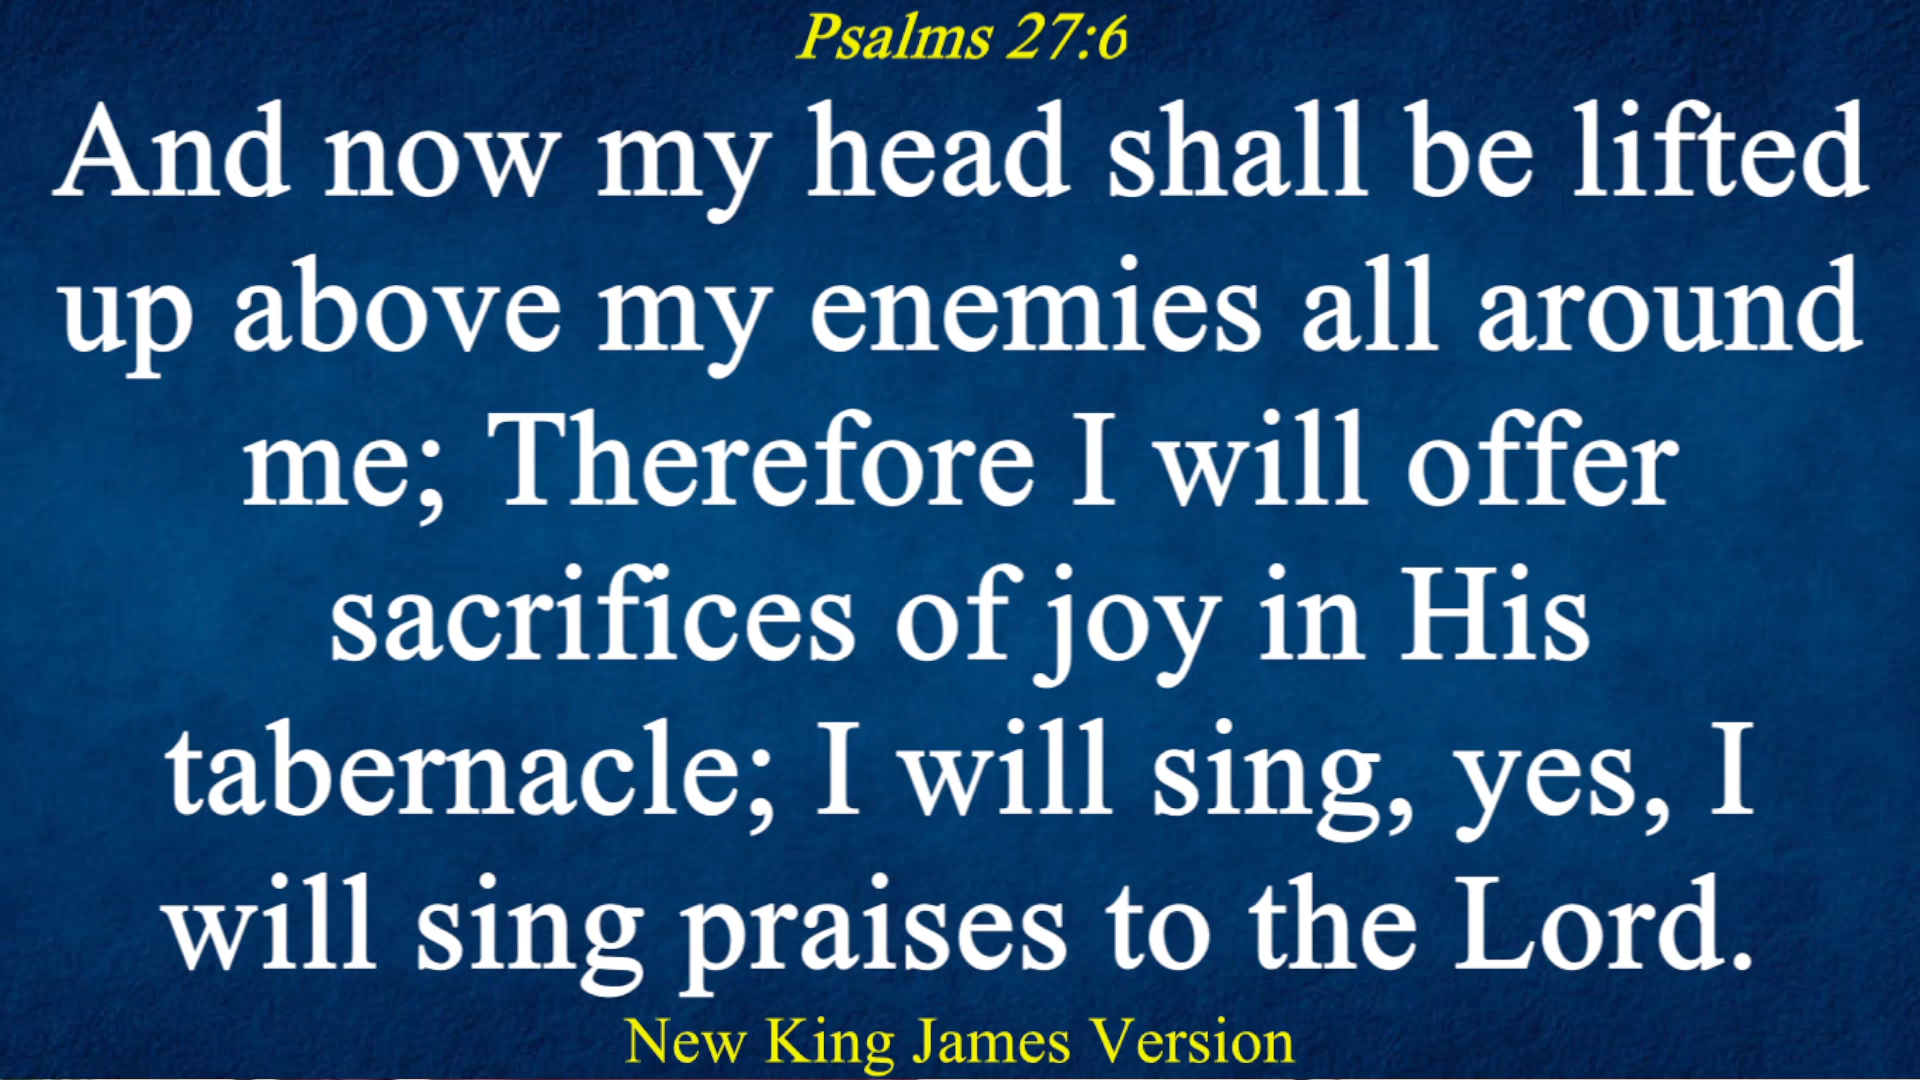 Psalms 27:6
And now my head shall be lifted
up above my enemies all around
me; Therefore I will offer
sacrifices of joy in His
tabernacle; I will sing, yes, I
will sing praises to the Lord.
New King James Version